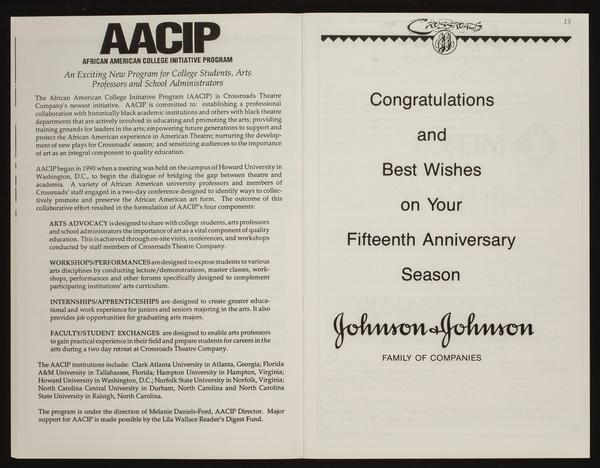 AACIP
AFRICAN AMERICAN COLLEGE INITIATIVE PROGRAM
An Exciting New Program for College Students, Arts
Professors and School Administrators
The African American College Initiative Program (AACIP) is Crossroads Theatre
Company's newest initiative. AACIP is committed to: establishing a professional
collaboration with historically black academic institutions and others with black theatre
departments that are actively involved in educating and promoting the arts; providing
training grounds for leaders in the arts; empowering future generations to support and
protect the African American experience in American Theatre; nurturing the develop-
ment of new plays for Crossroads' season; and sensitizing audiences to the importance
of art as an integral component to quality education.
AACIP began in 1990 when a meeting was held on the campus of Howard University in
Washington, D.C., to begin the dialogue of bridging the gap between theatre and
academia. A variety of African American university professors and members of
Crossroads' staff engaged in a two-day conference designed to identify ways to collec-
tively promote and preserve the African American art form. The outcome of this
collaborative effort resulted in the formulation of AACIP's four components:
ARTS ADVOCACY is designed to share with college students, arts professors
and school administrators the importance of art as a vital component of quality
education. This is achieved through on-site visits, conferences, and workshops
conducted by staff members of Crossroads Theatre Company.
WORKSHOPS/PERFORMANCES are designed to expose students to various
arts disciplines by conducting lecture/demonstrations, master classes, work-
shops, performances and other forums specifically designed to complement
participating institutions' arts curriculum.
INTERNSHIPS/APPRENTICESHIPS are designed to create greater educa-
tional and work experience for juniors and seniors majoring in the arts. It also
provides job opportunities for graduating arts majors.
FACULTY/STUDENT EXCHANGES are designed to enable arts professors
to gain practical experience in their field and prepare students for careers in the
arts during a two day retreat at Crossroads Theatre Company.
The AACIP institutions include: Clark Atlanta University in Atlanta, Georgia; Florida
A&M University in Tallahassee, Florida; Hampton University in Hampton, Virginia;
Howard University in Washington, D.C.; Norfolk State University in Norfolk, Virginia;
North Carolina Central University in Durham, North Carolina and North Carolina
State University in Raleigh, North Carolina.
The program is under the direction of Melanie Daniels-Ford, AACIP Director. Major
support for AACIP is made possible by the Lila Wallace Reader's Digest Fund.
CROSSROADS
15
Congratulations
and
Best Wishes
on Your
Fifteenth Anniversary
Season
Johnson & Johnson
FAMILY OF COMPANIES